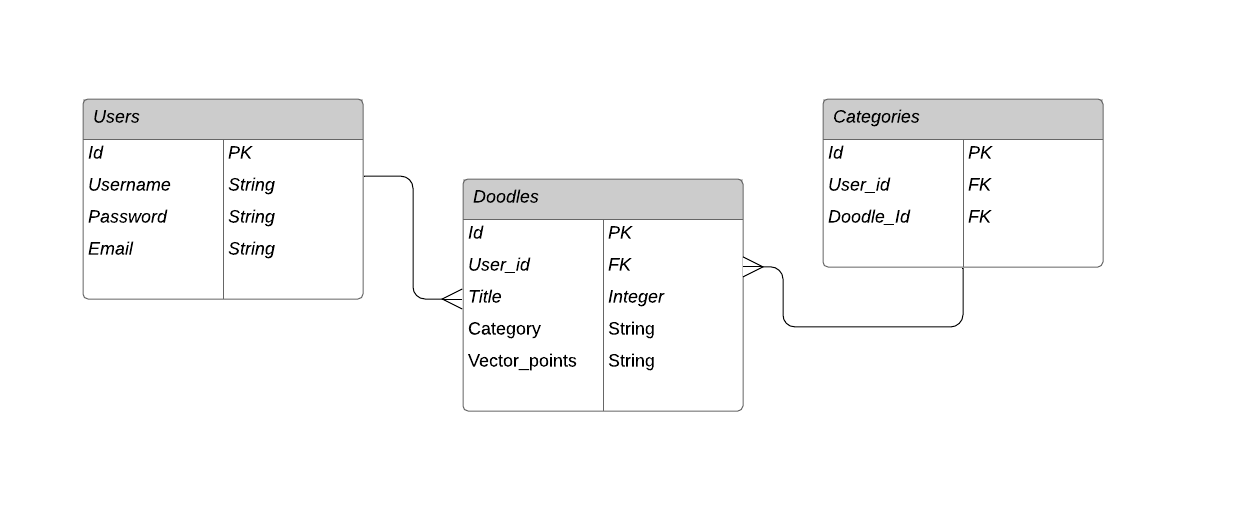 Users
Id PK
Username String
Password String
Email String
Doodles
Id PK
User_id FK
Title Integer
Category String
Vector_points String
Categories
Id PK
User_id FK
Doodle_Id FK